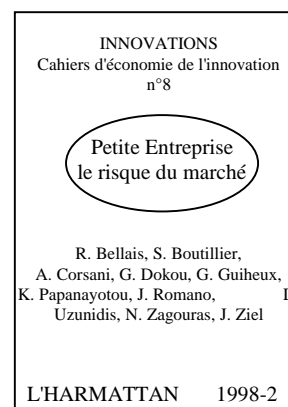 INNOVATIONS
Cahiers d'économie de l'innovation
n°8
Petite Entreprise
le risque du marché
R. Bellais, S. Boutillier,
A. Corsani, G. Dokou, G. Guiheux,
K. Papanayotou, J. Romano, D
Uzunidis, N. Zagouras, J. Ziel
L'HARMATTAN 1998-2